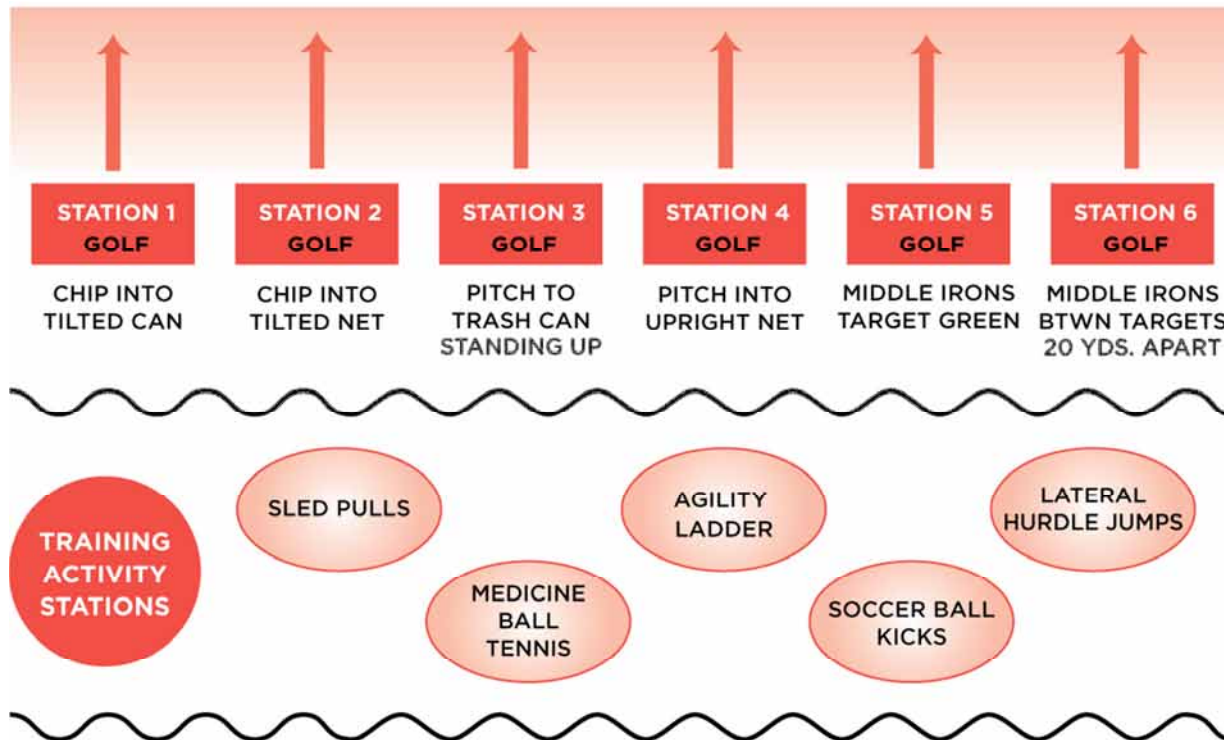 STATION 1
GOLF
CHIP INTO
TILTED CAN
STATION 2
GOLF
CHIP INTO
TILTED NET
STATION 3
GOLF
PITCH TO
TRASH CAN
STANDING UP
STATION 4
GOLF
PITCH INTO
UPRIGHT NET
STATION 5
GOLF
MIDDLE IRONS
TARGET GREEN
STATION 6
GOLF
MIDDLE IRONS
BTWN TARGETS
20 YDS. APART
TRAINING
ACTIVITY
STATIONS
SLED PULLS
MEDICINE
BALL
TENNIS
AGILITY
LADDER
SOCCER BALL
KICKS
LATERAL
HURDLE JUMPS